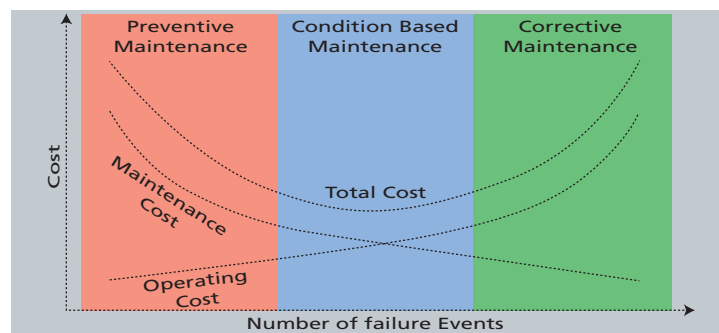 Preventive
Maintenance
Condition Based
Maintenance
Corrective
Maintenance
Cost
Total Cost
Maintenance
Cost
Operating
Cost
Number of failure Events